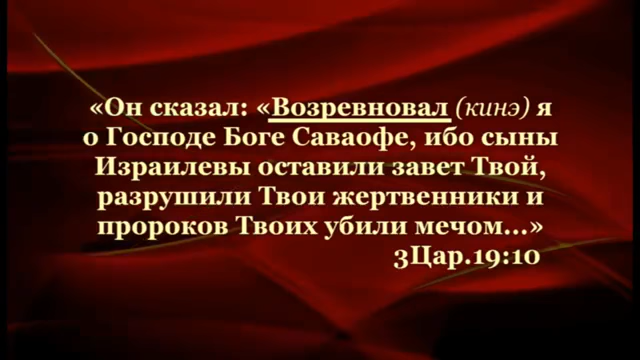 «Он сказал: «Возревновал (кинэ) я
о Господе Боге Саваофе, ибо сыны
Израилевы оставили завет Твой,
разрушили Твои жертвенники и
пророков Твоих убили мечом...»
3Цар.19:10